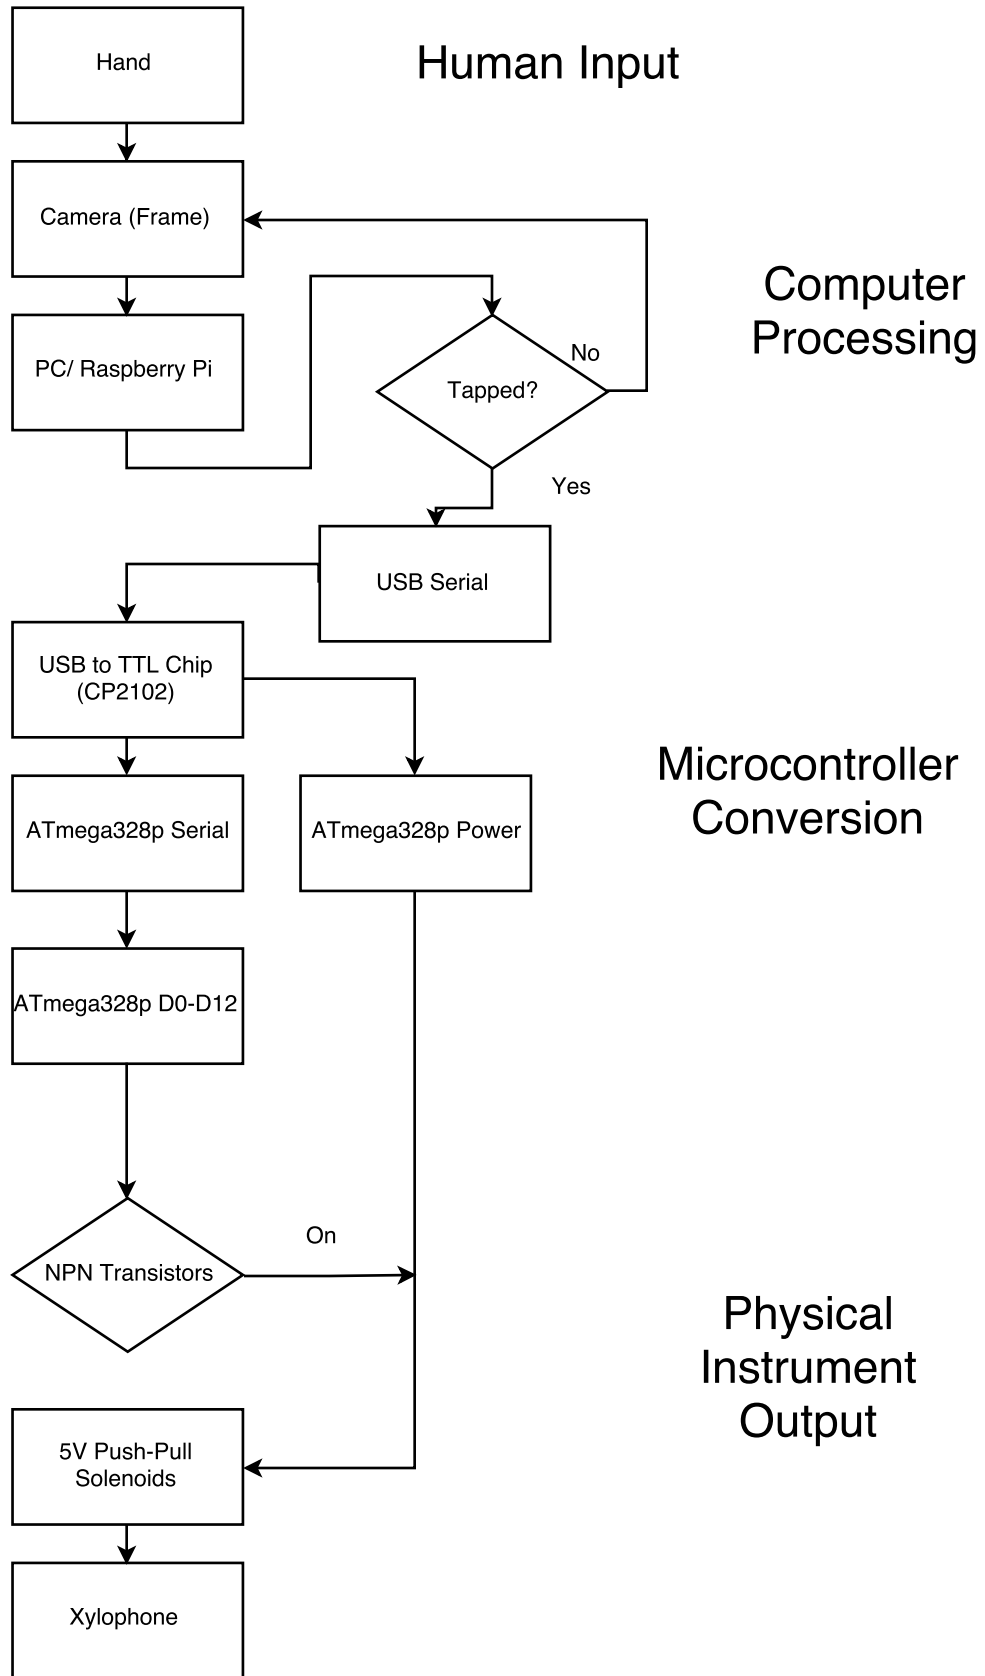 Hand
Human Input
Camera (Frame)
Computer
Processing
PC/ Raspberry Pi
No
Tapped?
Yes
USB Serial
USB to TTL Chip
(CP2102)
Microcontroller
Conversion
ATmega328p Serial
ATmega328p Power
ATmega328p D0-D12
On
NPN Transistors
Physical
Instrument
Output
5V Push-Pull
Solenoids
Xylophone